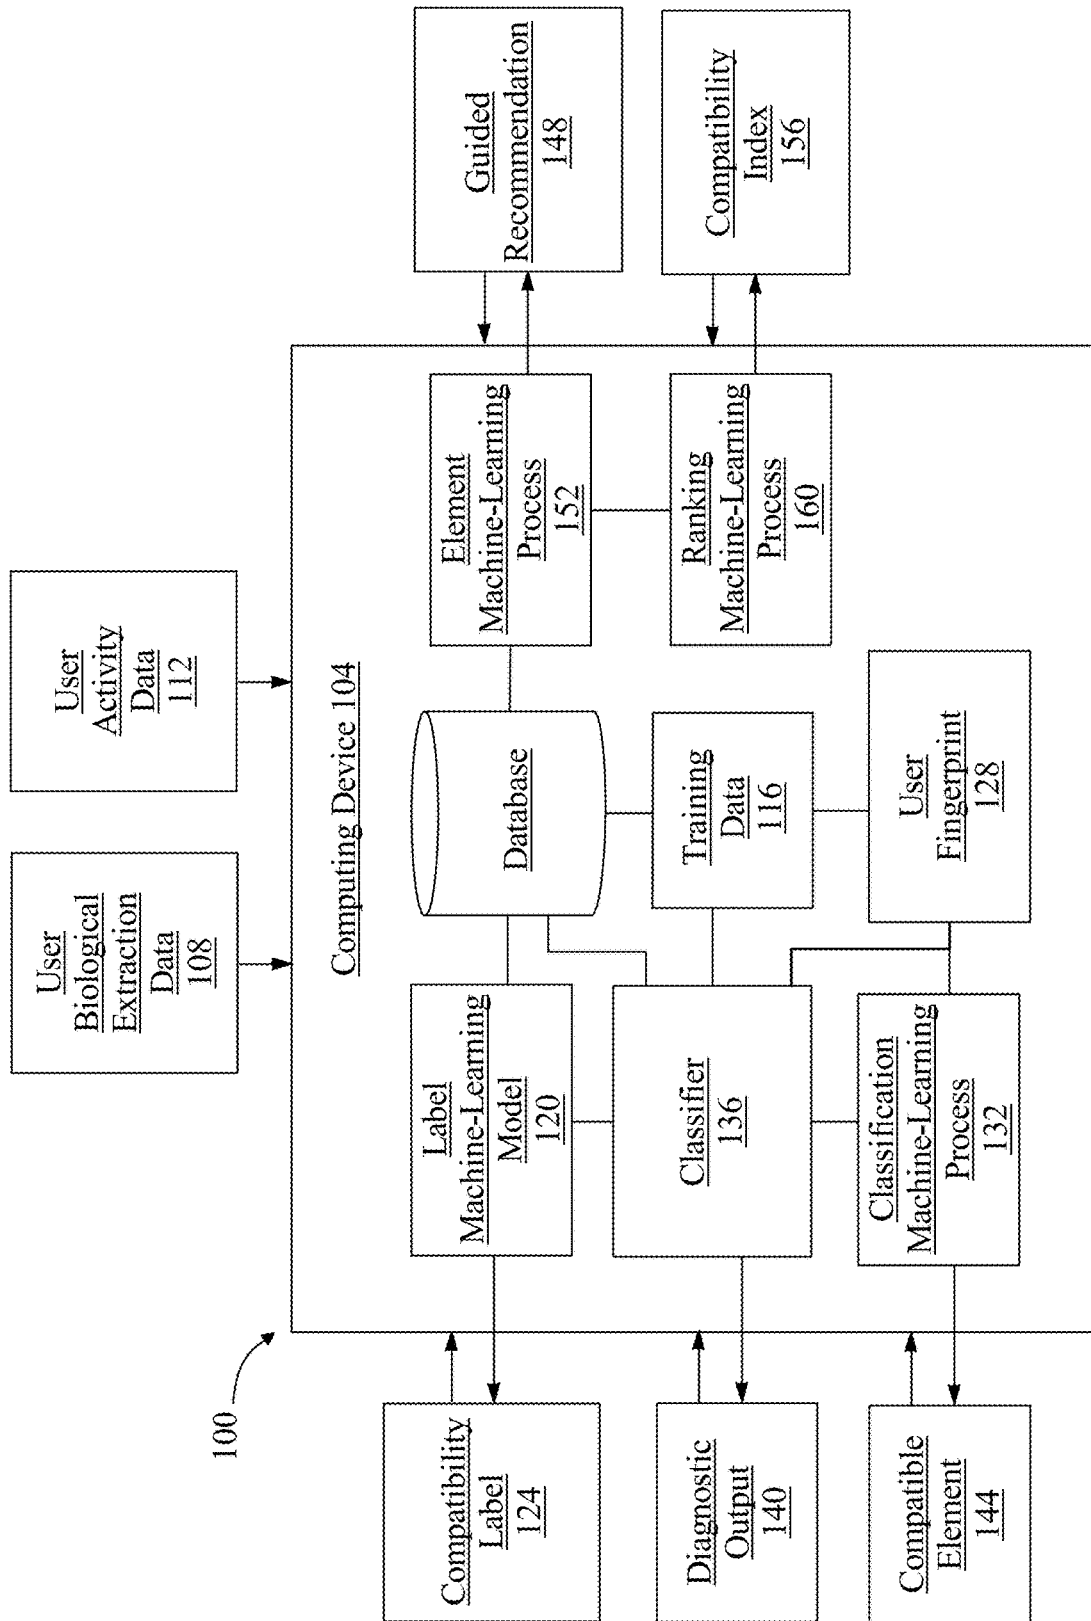 100
User
Biological
Extraction
Data
108
User
Activity
Data
112
Computing Device 104
Compatibility
Label
124
Label
Machine-Learning
Model
120
Database
Element
Machine-Learning
Process
152
Guided
Recommendation
148
Diagnostic
Output
140
Classifier
136
Training
Data
116
Ranking
Machine-Learning
Process
160
Compatibility
Index
156
Compatible
Element
144
Classification
Machine-Learning
Process
132
User
Fingerprint
128